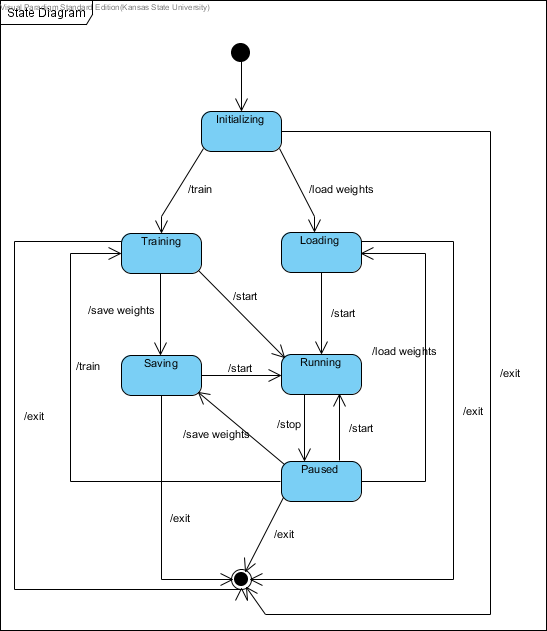 Visual Paradigm Standard Edition(Kansas State University)
State Diagram
Initializing
/train
/load weights
Training
Loading
/save weights
/start
/start
/load weights
/train
Saving
/start
Running
/exit
/exit
/exit
/stop
/start
/save weights
Paused
/exit
/exit